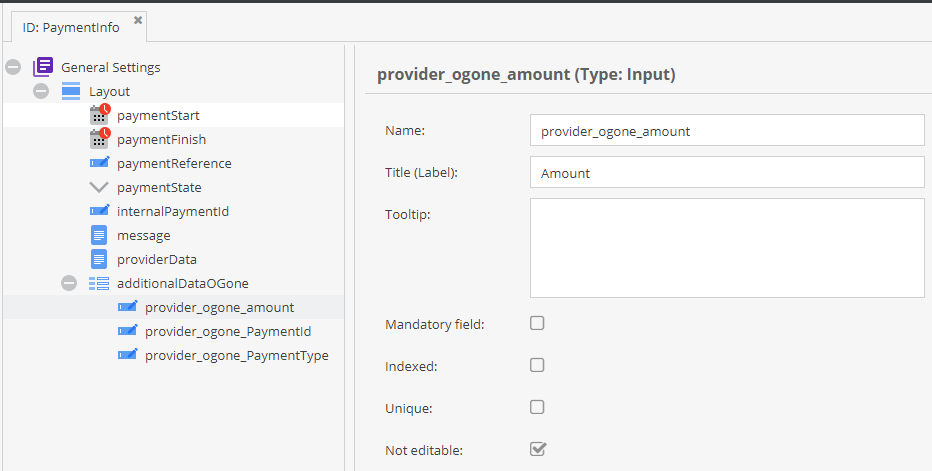 ID: PaymentInfo
General Settings
Layout
paymentStart
paymentFinish
paymentReference
paymentState
internalPaymentId
message
providerData
additionalDataOGone
provider_ogone_amount
provider_ogone_PaymentId
provider_ogone_PaymentType
provider_ogone_amount (Type: Input)
Name: provider_ogone_amount
Title (Label): Amount
Tooltip:
Mandatory field:
Indexed:
Unique:
Not editable: